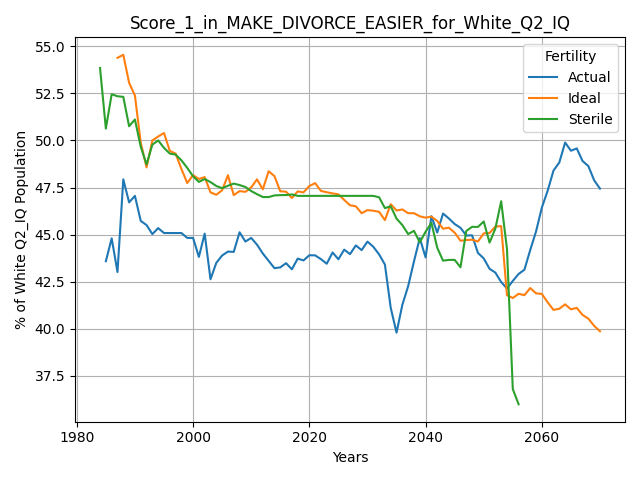 Score_1_in_MAKE_DIVORCE_EASIER_for_White_Q2_IQ
% of White Q2_IQ Population
55.0
52.5
50.0
47.5
45.0
42.5
40.0
37.5
Fertility
Actual
Ideal
Sterile
1980
2000
2020
2040
2060
Years